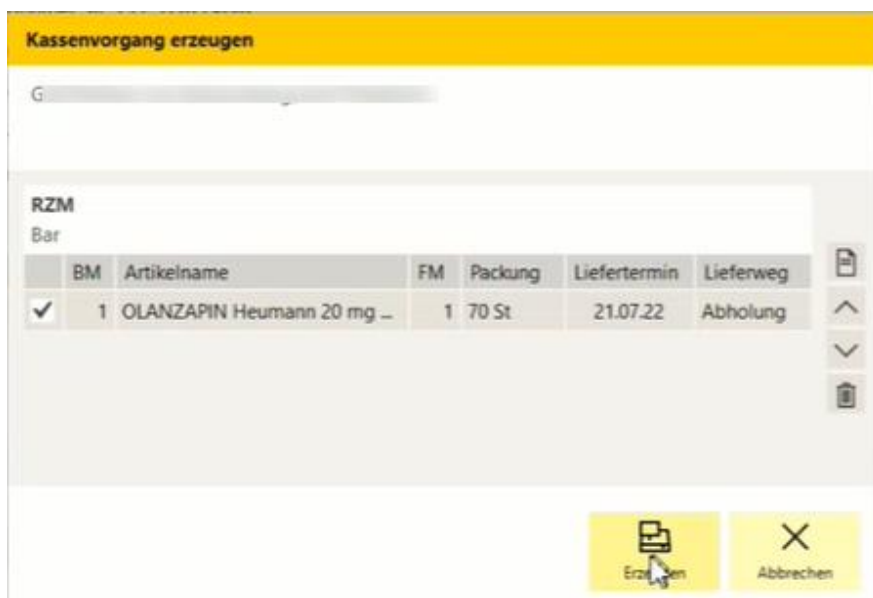 Kassenvorgang erzeugen
G
RZM
Bar
BM Artikelname FM Packung Liefertermin Lieferweg
1 OLANZAPIN Heumann 20 mg ... 1 70 St 21.07.22 Abholung
Abbrechen